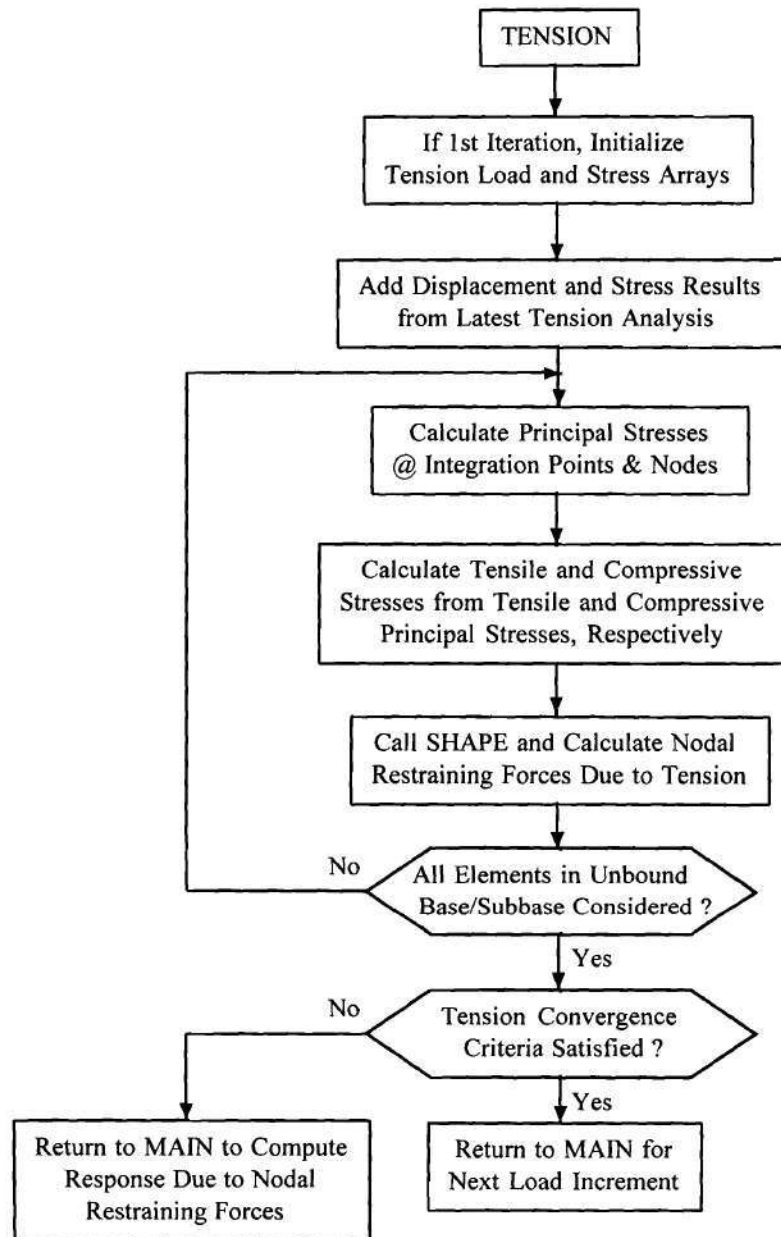 TENSION
If 1st Iteration, Initialize
Tension Load and Stress Arrays
Add Displacement and Stress Results
from Latest Tension Analysis
Calculate Principal Stresses
@ Integration Points & Nodes
Calculate Tensile and Compressive
Stresses from Tensile and Compressive
Principal Stresses, Respectively
Call SHAPE and Calculate Nodal
Restraining Forces Due to Tension
No
All Elements in Unbound
Base/Subbase Considered ?
Yes
No
Tension Convergence
Criteria Satisfied ?
Yes
Return to MAIN to Compute
Response Due to Nodal
Restraining Forces
Return to MAIN for
Next Load Increment